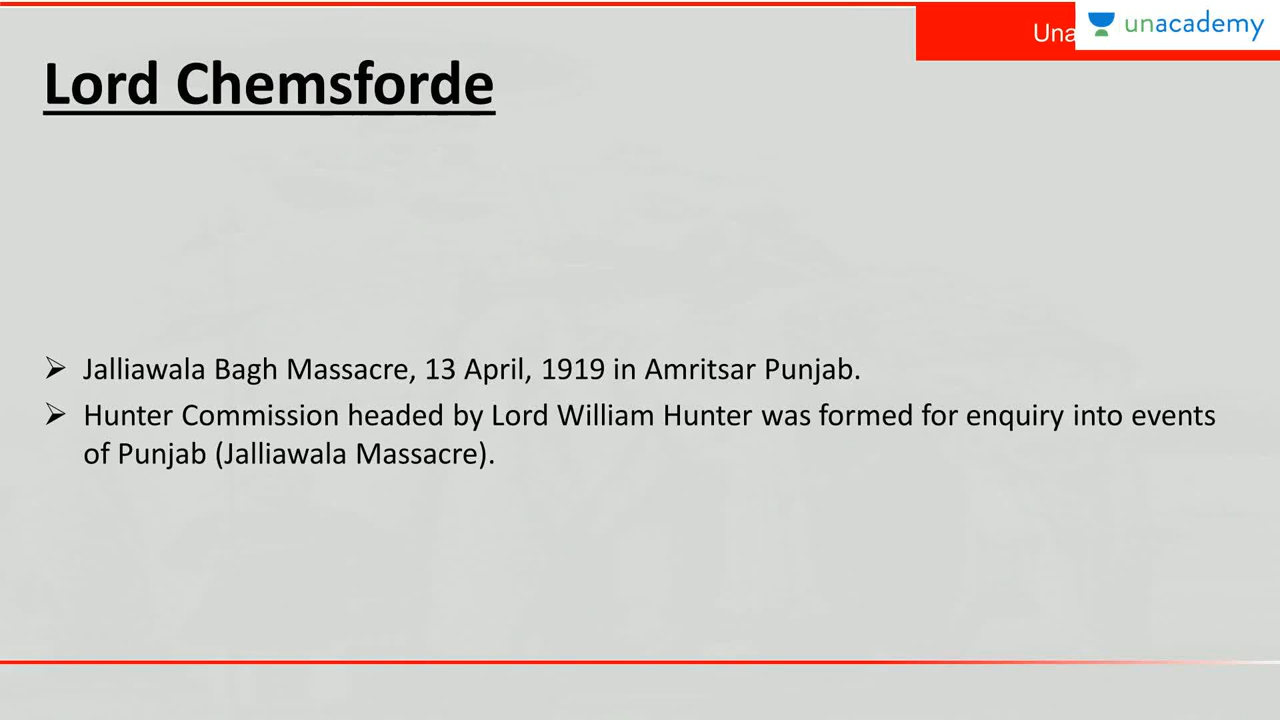 Una
unacademy
Lord Chemsforde
➢ Jalliawala Bagh Massacre, 13 April, 1919 in Amritsar Punjab.
➢ Hunter Commission headed by Lord William Hunter was formed for enquiry into events
of Punjab (Jalliawala Massacre).